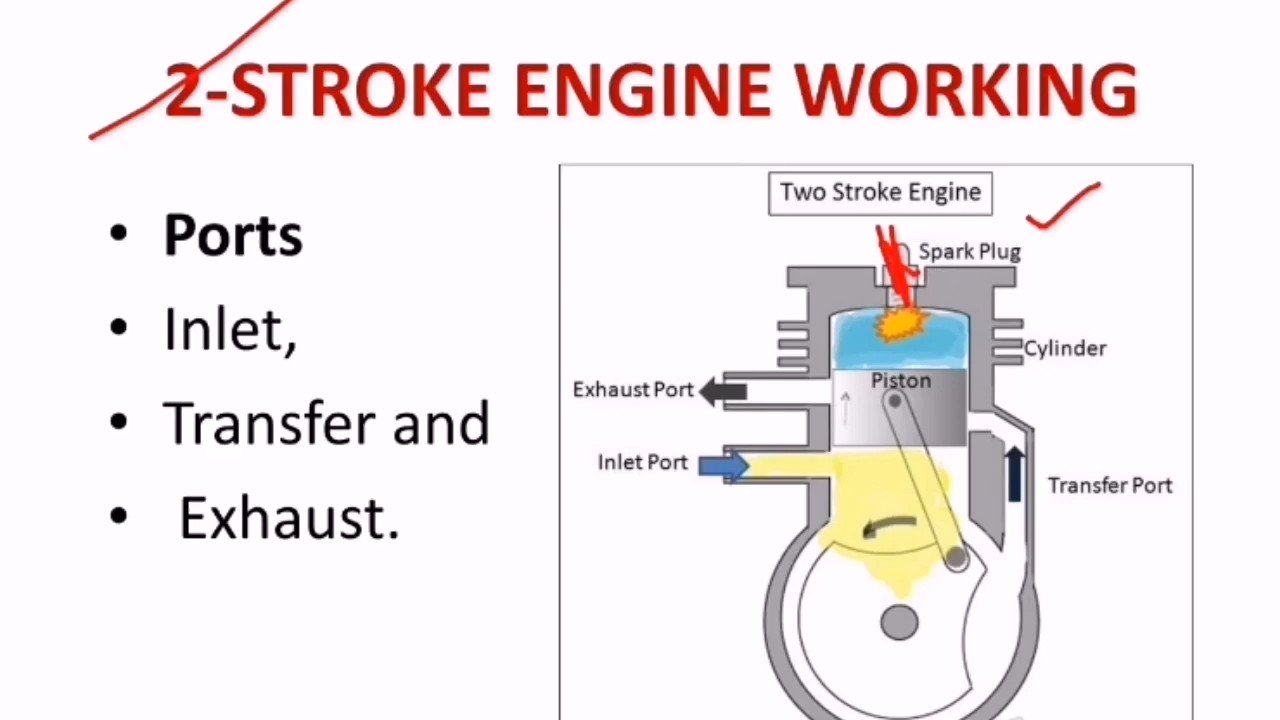 2-STROKE ENGINE WORKING
• Ports
• Inlet,
• Transfer and
• Exhaust.
Two Stroke Engine
Spark Plug
Cylinder
Piston
Exhaust Port
Inlet Port
Transfer Port